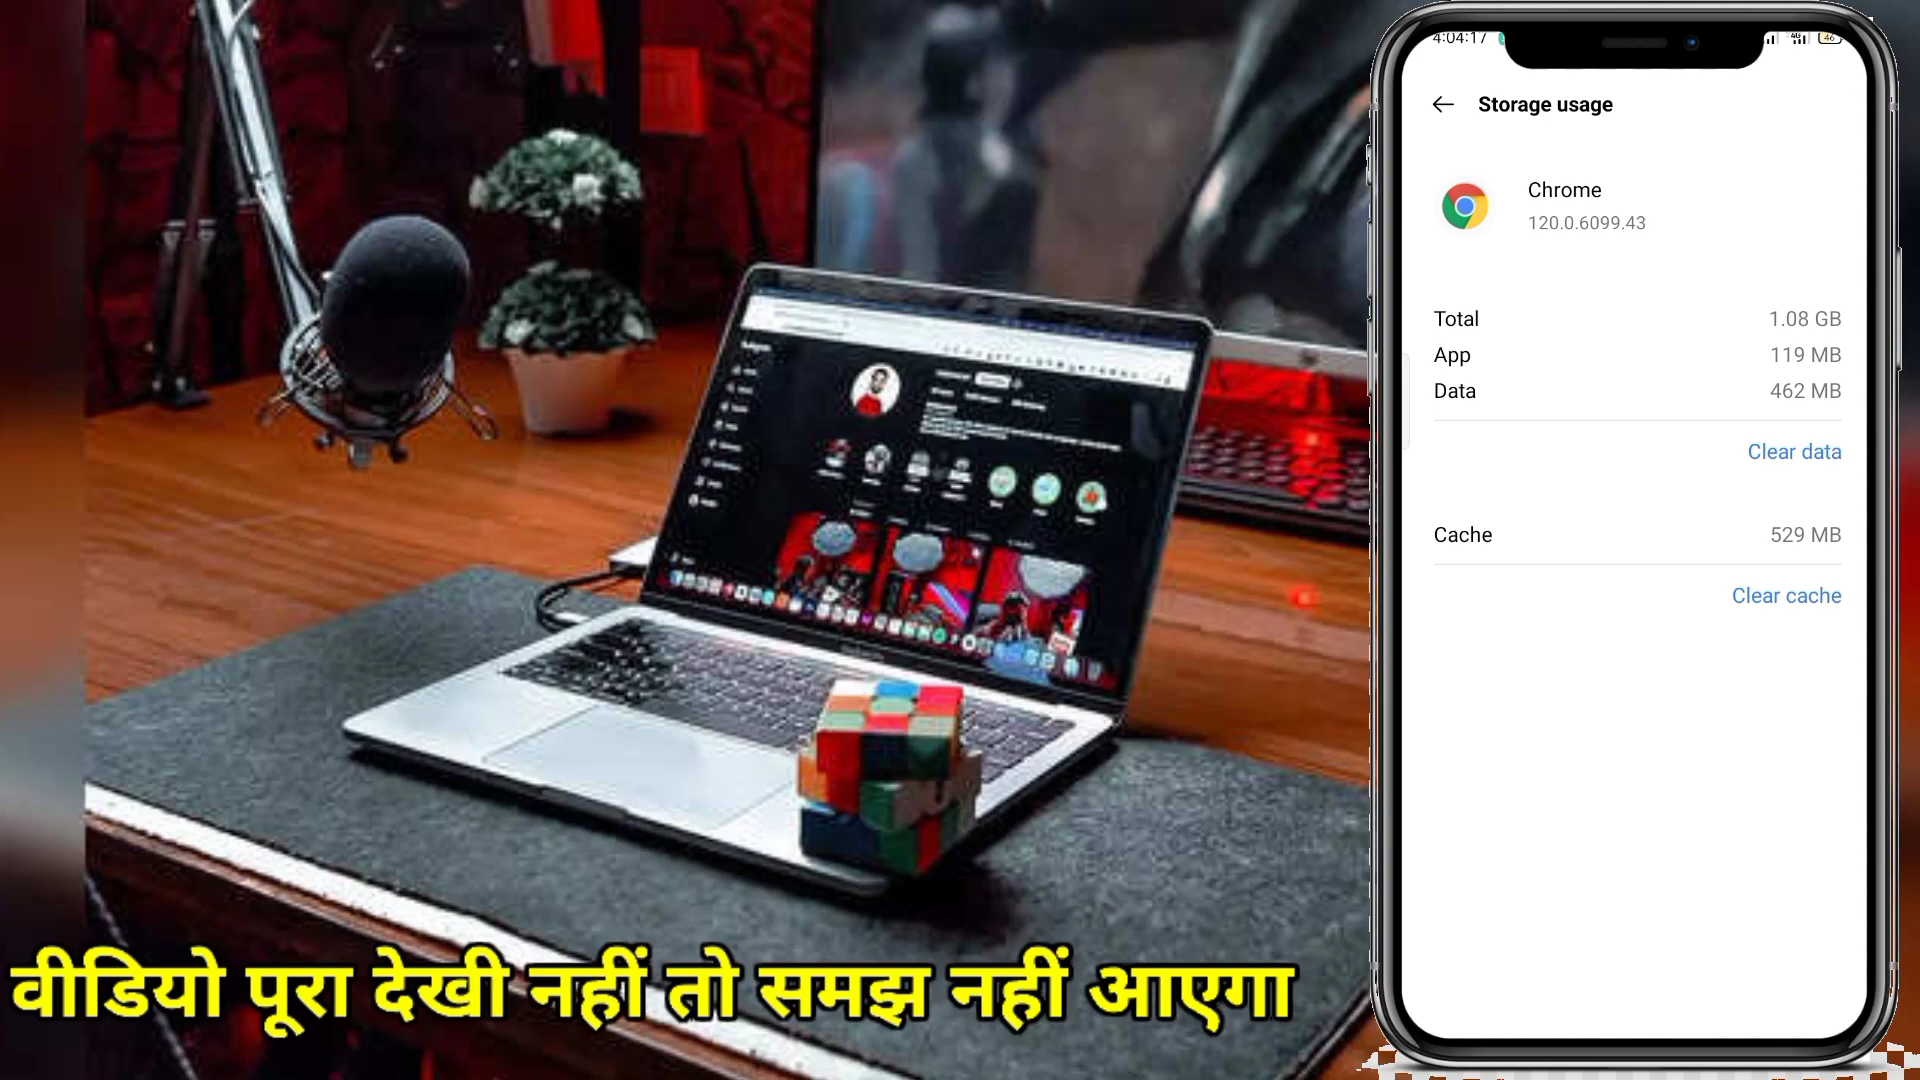 4:04:17
46
Storage usage
Chrome
120.0.6099.43
Total 1.08 GB
App 119 MB
Data 462 MB
Clear data
Cache 529 MB
Clear cache
वीडियो पूरा देखी नहीं तो समझ नहीं आएगा